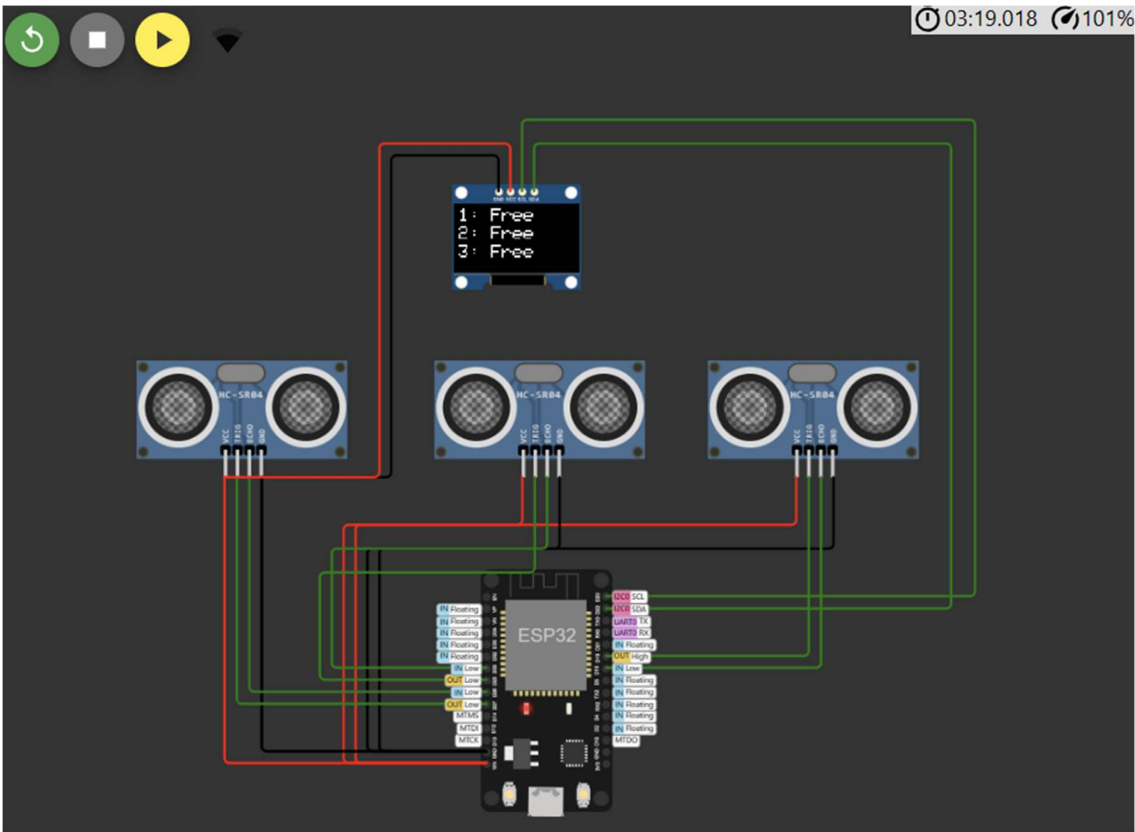 03:19.018 101%
GND VCC SCL SDA
1: Free
2: Free
3: Free
HC-SR04 HC-SR04 HC-SR04
VCC TRIG ECHO GND VCC TRIG ECHO GND VCC TRIG ECHO GND
ESP32
I2C0 SCL
IN Floating I2C0 SDA
IN Floating UART0 TX
IN Floating UART0 RX
IN Floating IN Floating
IN Floating OUT High
IN Low IN Low
OUT Low IN Floating
IN Low IN Floating
OUT Low IN Floating
MTMS IN Floating
MTDI IN Floating
MTCK MTDO